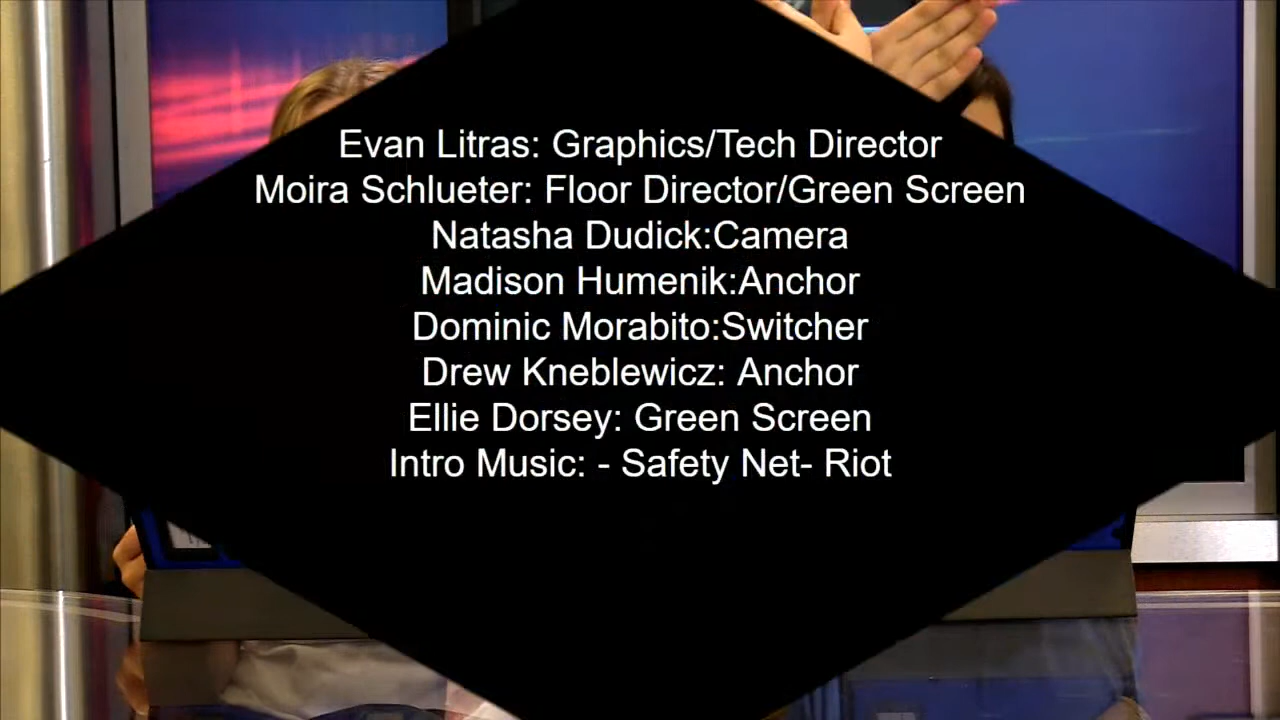 Evan Litras: Graphics/Tech Director
Moira Schlueter: Floor Director/Green Screen
Natasha Dudick:Camera
Madison Humenik:Anchor
Dominic Morabito:Switcher
Drew Kneblewicz: Anchor
Ellie Dorsey: Green Screen
Intro Music: - Safety Net- Riot